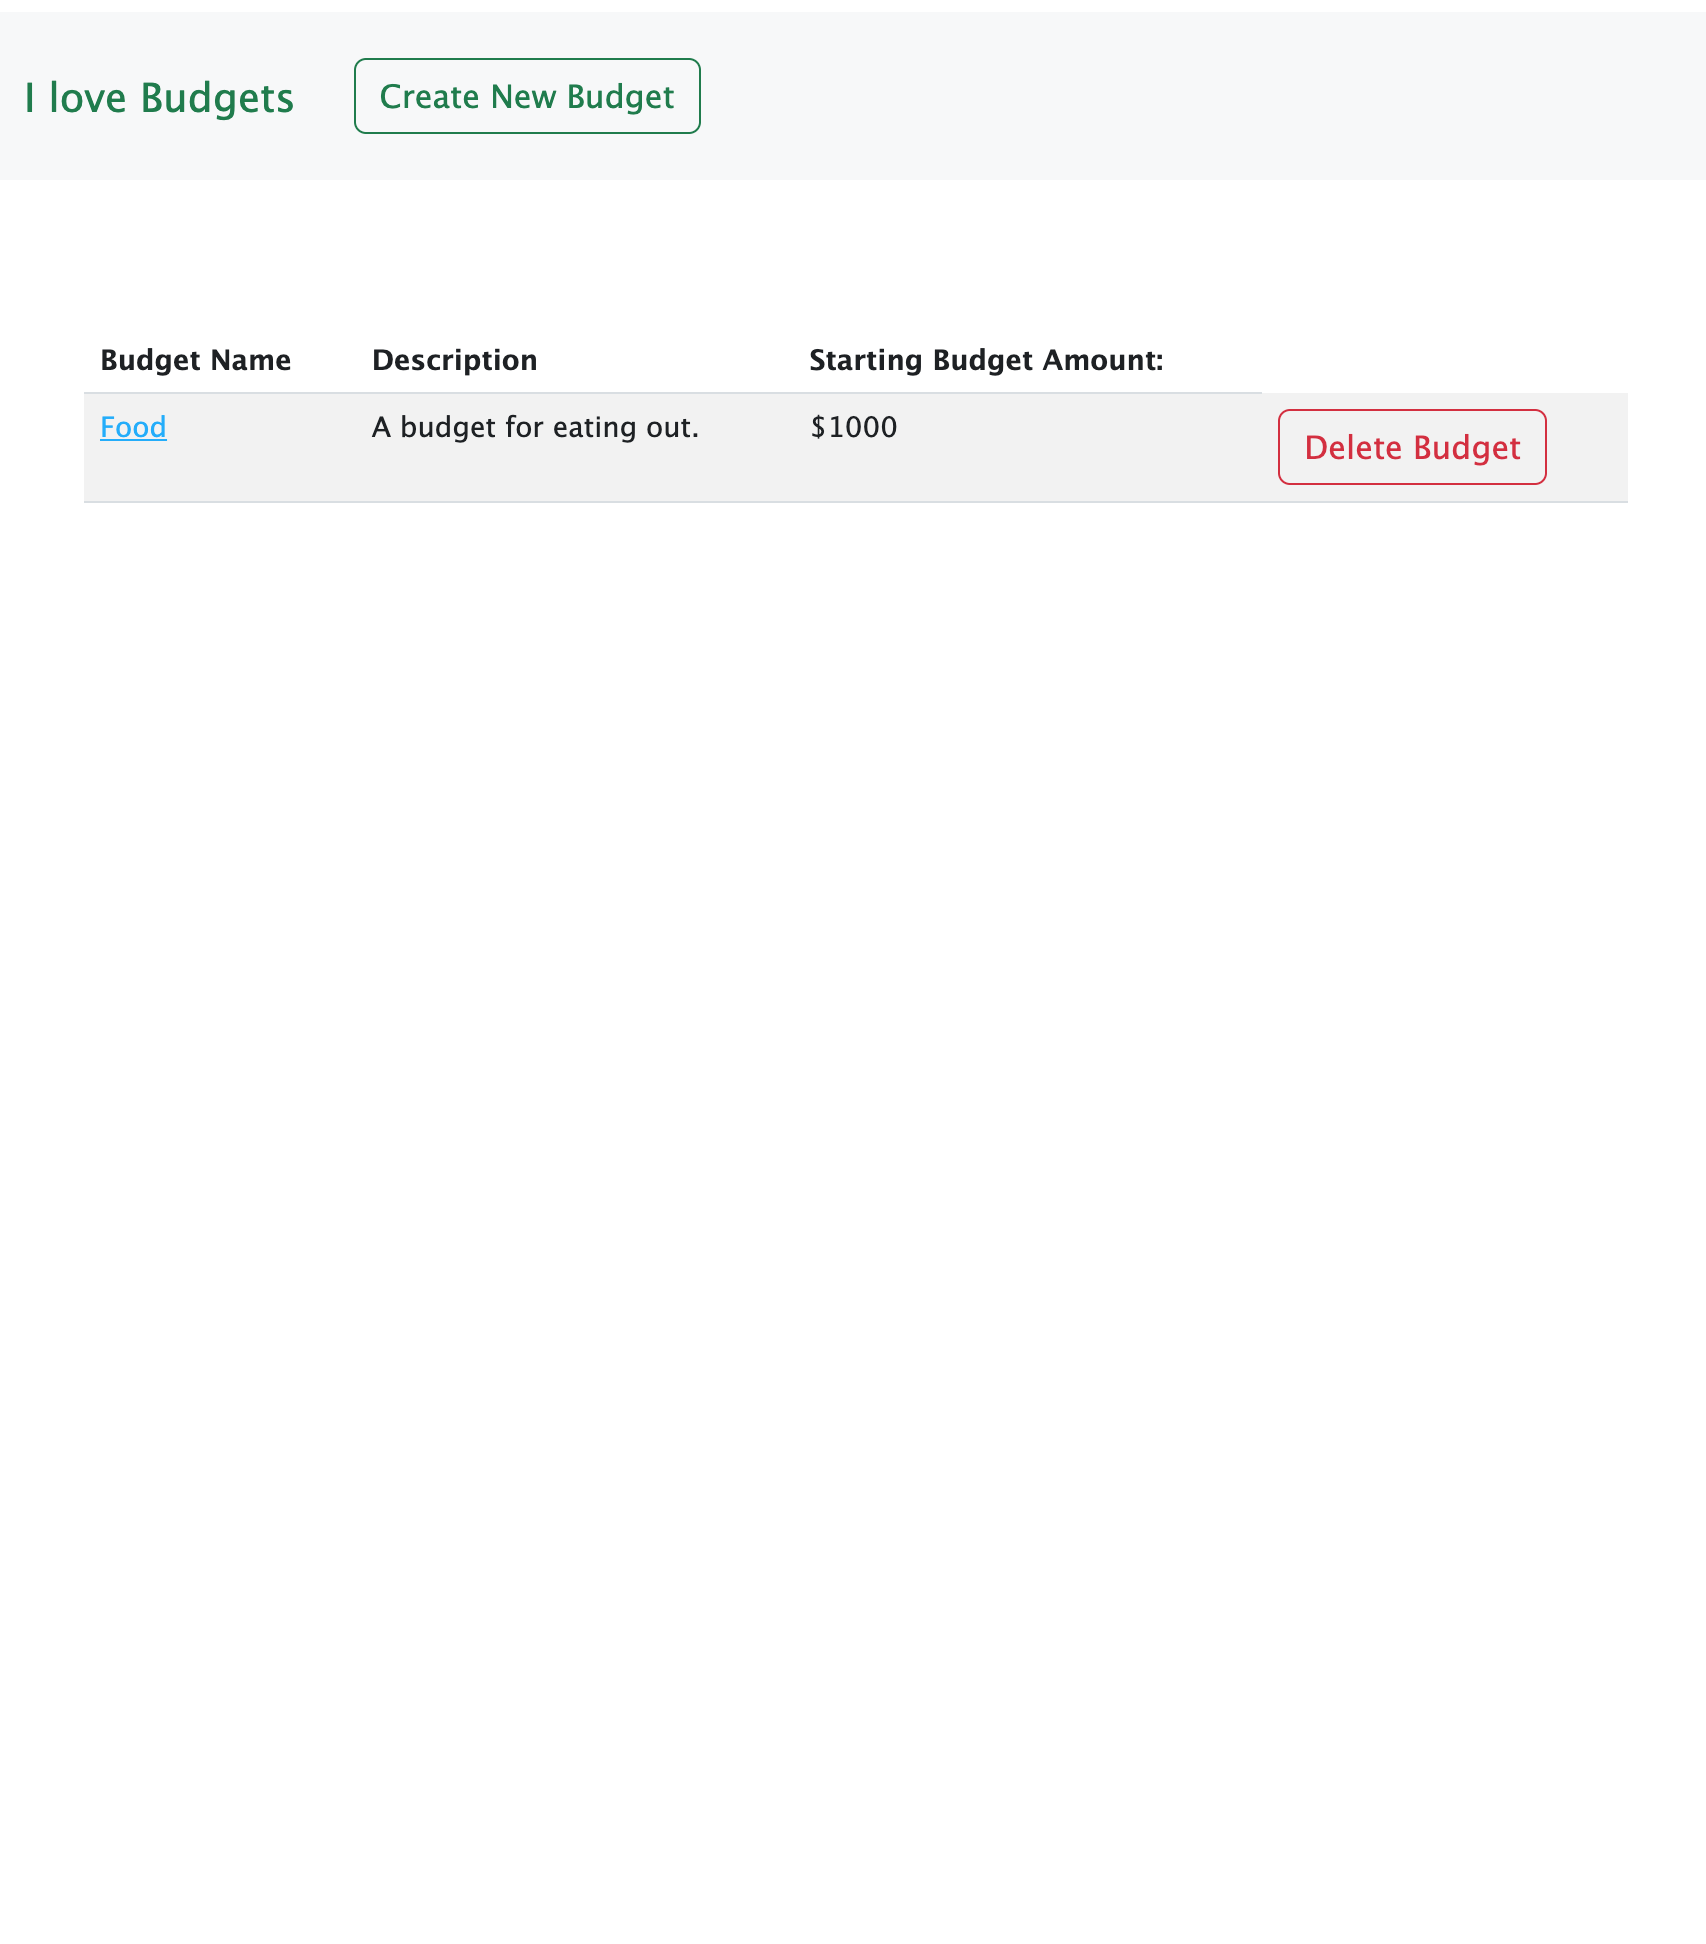 I love Budgets Create New Budget
Budget Name Description Starting Budget Amount:
Food A budget for eating out. $1000 Delete Budget